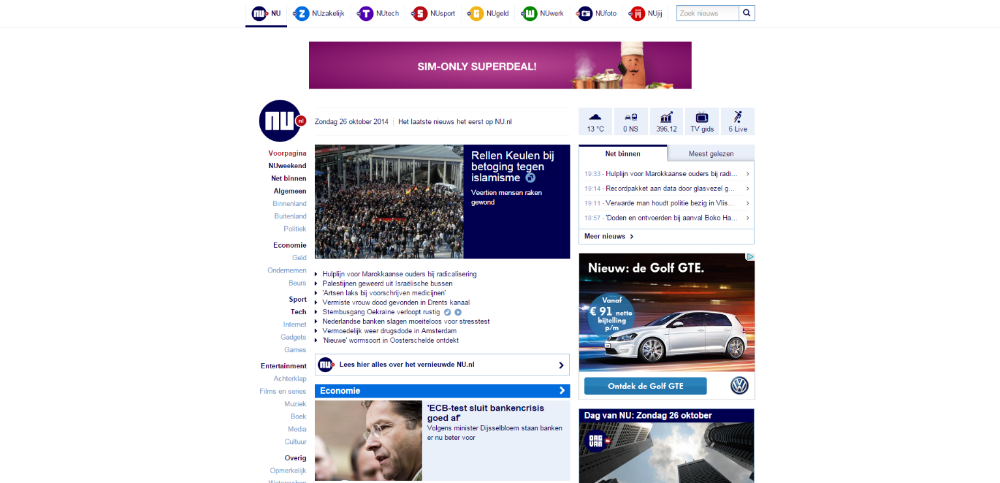 NU
NUzakelijk
NUtech
NUsport
NUgeld
NUwerk
NUfoto
NUjij
Zoek nieuws
SIM-ONLY SUPERDEAL!
NU nl
Zondag 26 oktober 2014
Het laatste nieuws het eerst op NU.nl
13 °C
0 NS
396,12
TV gids
6 Live
Voorpagina
NUweekend
Net binnen
Algemeen
Binnenland
Buitenland
Politiek
Economie
Geld
Ondernemen
Beurs
Sport
Tech
Internet
Gadgets
Games
Entertainment
Achterklap
Films en series
Muziek
Boek
Media
Cultuur
Overig
Opmerkelijk
Wetenschap
Rellen Keulen bij
betoging tegen
islamisme
Veertien mensen raken
gewond
Hulplijn voor Marokkaanse ouders bij radicalisering
Palestijnen geweerd uit Israëlische bussen
'Artsen laks bij voorschrijven medicijnen'
Vermiste vrouw dood gevonden in Drents kanaal
Stembusgang Oekraïne verloopt rustig
Nederlandse banken slagen moeiteloos voor stresstest
Vermoedelijk weer drugsdode in Amsterdam
'Nieuwe' wormsoort in Oosterschelde ontdekt
Lees hier alles over het vernieuwde NU.nl
Economie
'ECB-test sluit bankencrisis
goed af'
Volgens minister Dijsselbloem staan banken
er nu beter voor
Net binnen
Meest gelezen
19:33 - Hulplijn voor Marokkaanse ouders bij radi...
19:14 - Recordpakket aan data door glasvezel g...
19:11 - Verwarde man houdt politie bezig in Vlis...
18:57 - 'Doden en ontvoerden bij aanval Boko Ha...
Meer nieuws
Nieuw: de Golf GTE.
Vanaf
€ 91 netto
bijtelling
p/m
Ontdek de Golf GTE
Dag van NU: Zondag 26 oktober
DAG
VAN NU